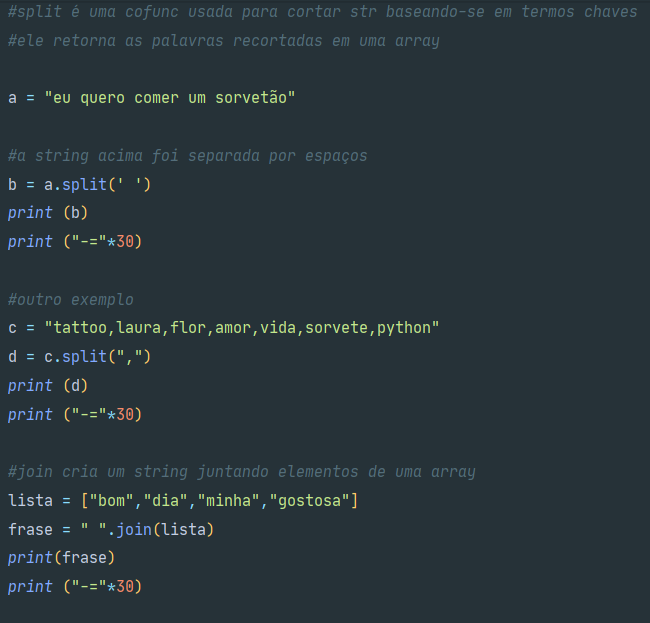 #split é uma cofunc usada para cortar str baseando-se em termos chaves
#ele retorna as palavras recortadas em uma array
a = "eu quero comer um sorvetão"
#a string acima foi separada por espaços
b = a.split(' ')
print (b)
print ("-="*30)
#outro exemplo
c = "tattoo,laura,flor,amor,vida,sorvete,python"
d = c.split(",")
print (d)
print ("-="*30)
#join cria um string juntando elementos de uma array
lista = ["bom","dia","minha","gostosa"]
frase = " ".join(lista)
print(frase)
print ("-="*30)